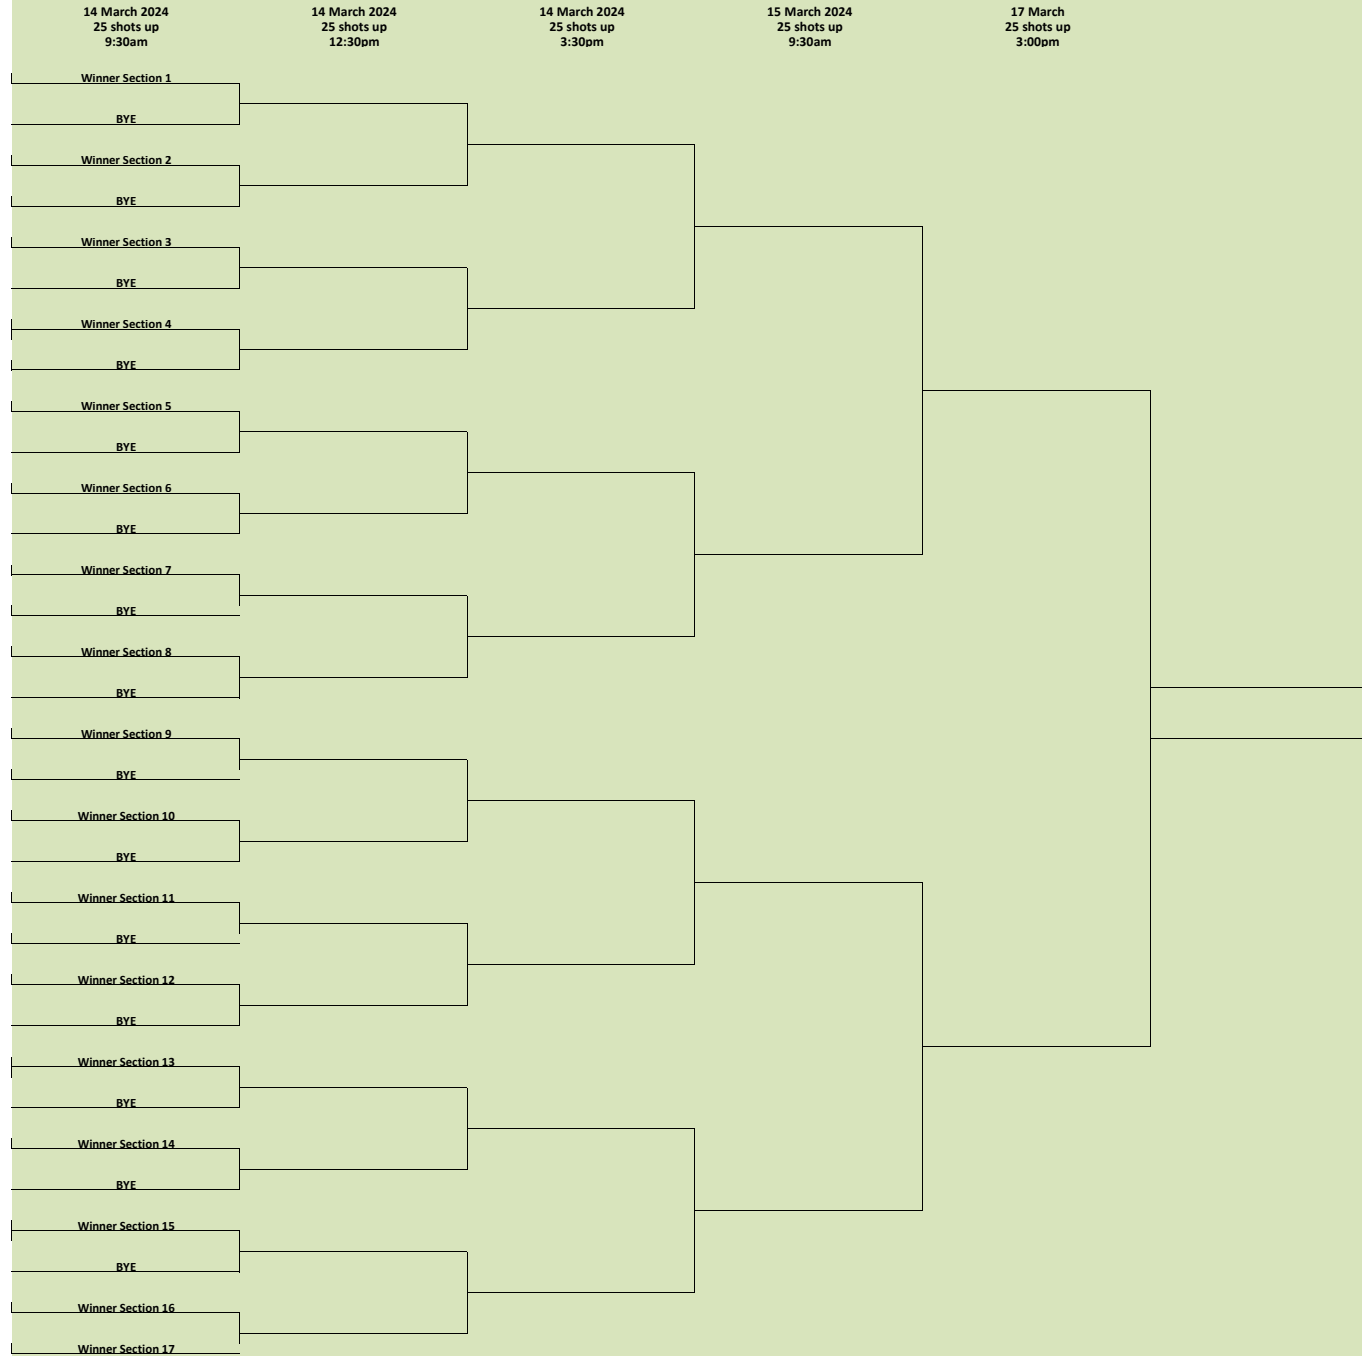 14 March 2024
25 shots up
9:30am
14 March 2024
25 shots up
12:30pm
14 March 2024
25 shots up
3:30pm
15 March 2024
25 shots up
9:30am
17 March
25 shots up
3:00pm
Winner Section 1
BYE
Winner Section 2
BYE
Winner Section 3
BYE
Winner Section 4
BYE
Winner Section 5
BYE
Winner Section 6
BYE
Winner Section 7
BYE
Winner Section 8
BYE
Winner Section 9
BYE
Winner Section 10
BYE
Winner Section 11
BYE
Winner Section 12
BYE
Winner Section 13
BYE
Winner Section 14
BYE
Winner Section 15
BYE
Winner Section 16
Winner Section 17